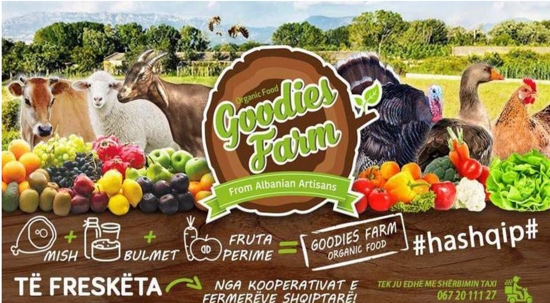 Organic Food
Goodies
Farm
From Albanian Artisans
MISH + BULMET + FRUTA PERIME = GOODIES FARM ORGANIC FOOD
#hashqip#
TË FRESKËTA
NGA KOOPERATIVAT E
FERMERËVE SHQIPTARË!
TEK JU EDHE ME SHËRBIMIN TAXI
067 20 111 27